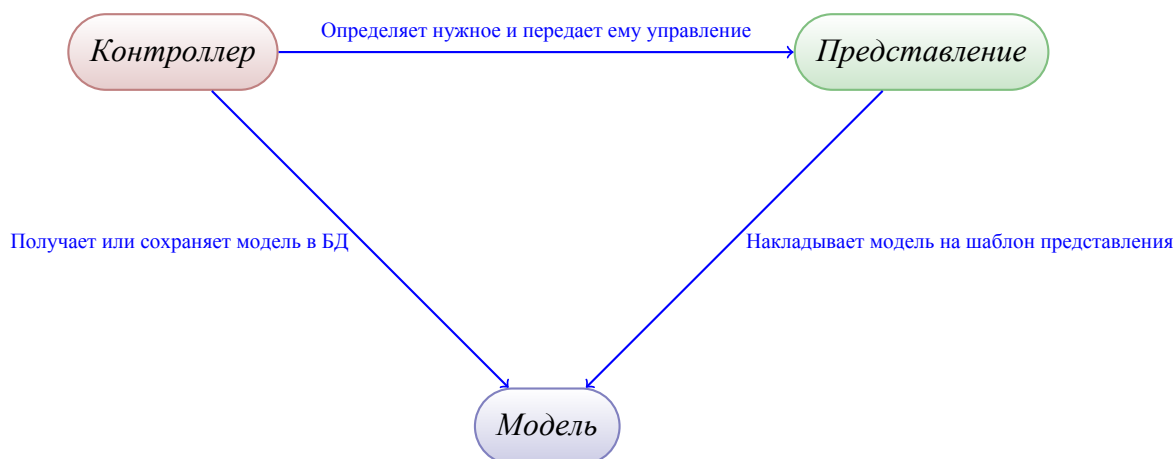 Определяет нужное и передает ему управление
Контроллер
Представление
Получает или сохраняет модель в БД
Накладывает модель на шаблон представления
Модель